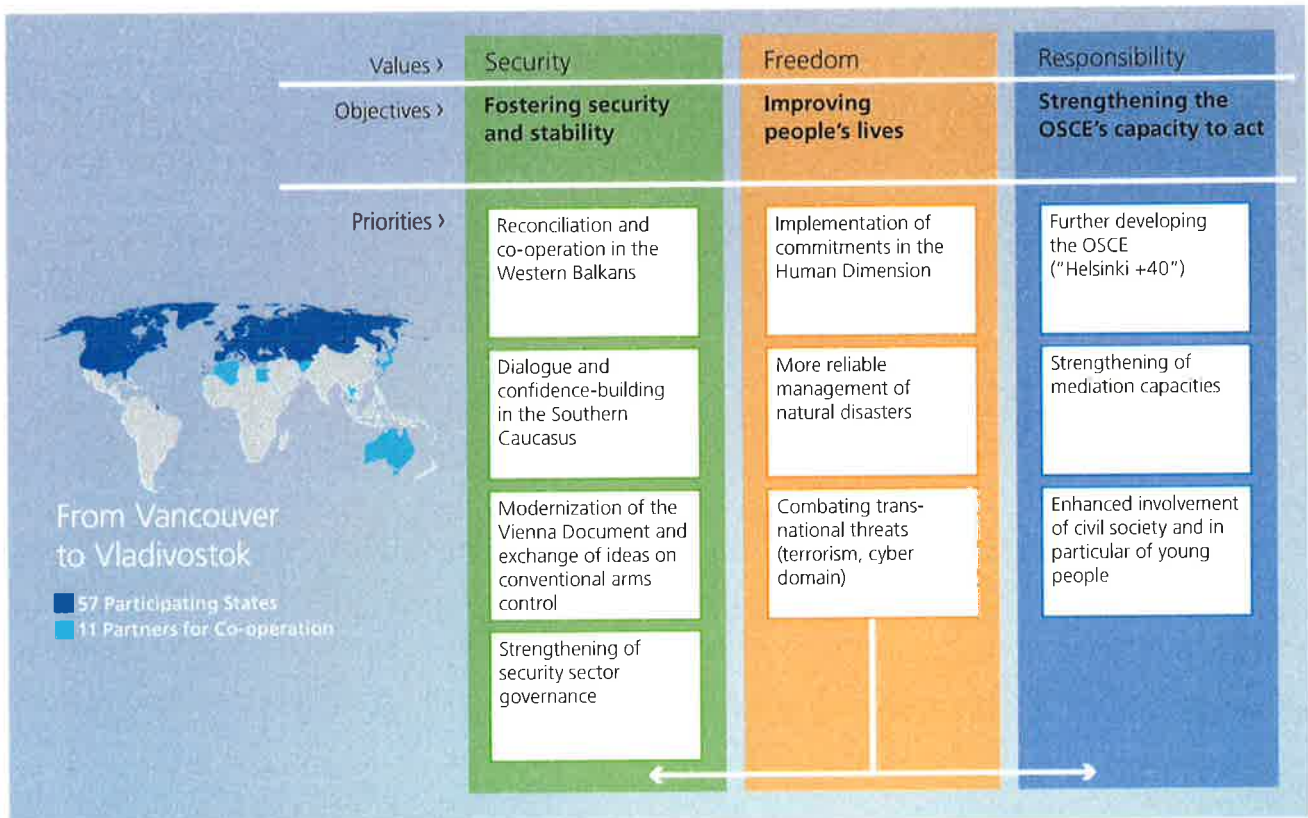 Values ›
Security
Freedom
Responsibility
Objectives ›
Fostering security
and stability
Improving
people's lives
Strengthening the
OSCE's capacity to act
Priorities ›
Reconciliation and
co-operation in the
Western Balkans
Dialogue and
confidence-building
in the Southern
Caucasus
Modernization of the
Vienna Document and
exchange of ideas on
conventional arms
control
Strengthening of
security sector
governance
Implementation of
commitments in the
Human Dimension
More reliable
management of
natural disasters
Combating trans-
national threats
(terrorism, cyber
domain)
Further developing
the OSCE
("Helsinki +40")
Strengthening of
mediation capacities
Enhanced involvement
of civil society and in
particular of young
people
From Vancouver
to Vladivostok
57 Participating States
11 Partners for Co-operation